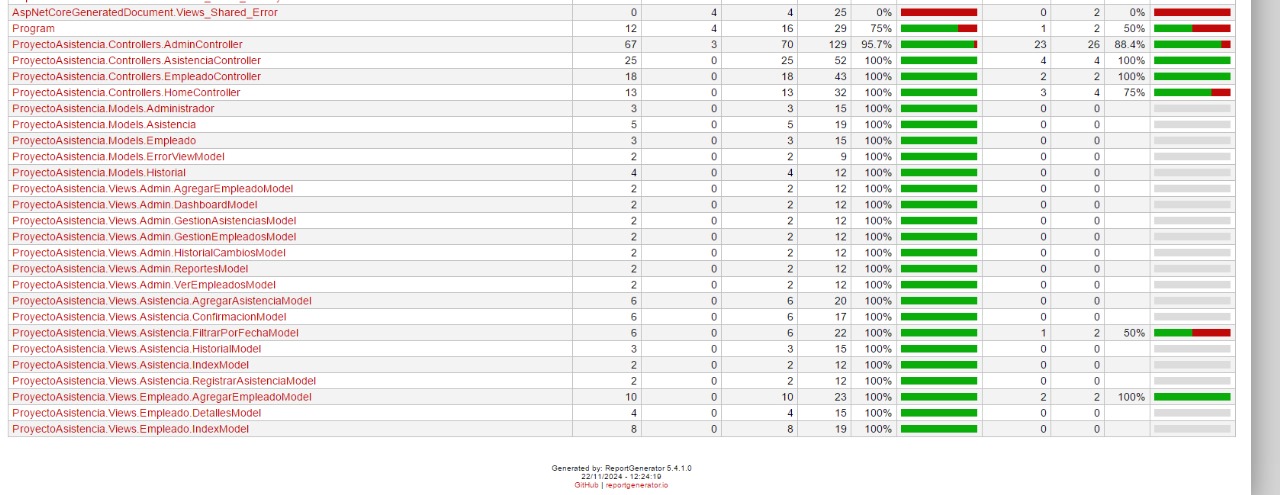 AspNetCoreGeneratedDocument.Views_Shared_Error 0 4 4 25 0% 0 2 0%
Program 12 4 16 29 75% 1 2 50%
ProyectoAsistencia.Controllers.AdminController 67 3 70 129 95.7% 23 26 88.4%
ProyectoAsistencia.Controllers.AsistenciaController 25 0 25 52 100% 4 4 100%
ProyectoAsistencia.Controllers.EmpleadoController 18 0 18 43 100% 2 2 100%
ProyectoAsistencia.Controllers.HomeController 13 0 13 32 100% 3 4 75%
ProyectoAsistencia.Models.Administrador 3 0 3 15 100% 0 0
ProyectoAsistencia.Models.Asistencia 5 0 5 19 100% 0 0
ProyectoAsistencia.Models.Empleado 3 0 3 15 100% 0 0
ProyectoAsistencia.Models.ErrorViewModel 2 0 2 9 100% 0 0
ProyectoAsistencia.Models.Historial 4 0 4 12 100% 0 0
ProyectoAsistencia.Views.Admin.AgregarEmpleadoModel 2 0 2 12 100% 0 0
ProyectoAsistencia.Views.Admin.DashboardModel 2 0 2 12 100% 0 0
ProyectoAsistencia.Views.Admin.GestionAsistenciasModel 2 0 2 12 100% 0 0
ProyectoAsistencia.Views.Admin.GestionEmpleadosModel 2 0 2 12 100% 0 0
ProyectoAsistencia.Views.Admin.HistorialCambiosModel 2 0 2 12 100% 0 0
ProyectoAsistencia.Views.Admin.ReportesModel 2 0 2 12 100% 0 0
ProyectoAsistencia.Views.Admin.VerEmpleadosModel 2 0 2 12 100% 0 0
ProyectoAsistencia.Views.Asistencia.AgregarAsistenciaModel 6 0 6 20 100% 0 0
ProyectoAsistencia.Views.Asistencia.ConfirmacionModel 6 0 6 17 100% 0 0
ProyectoAsistencia.Views.Asistencia.FiltrarPorFechaModel 6 0 6 22 100% 1 2 50%
ProyectoAsistencia.Views.Asistencia.HistorialModel 3 0 3 15 100% 0 0
ProyectoAsistencia.Views.Asistencia.IndexModel 2 0 2 12 100% 0 0
ProyectoAsistencia.Views.Asistencia.RegistrarAsistenciaModel 2 0 2 12 100% 0 0
ProyectoAsistencia.Views.Empleado.AgregarEmpleadoModel 10 0 10 23 100% 2 2 100%
ProyectoAsistencia.Views.Empleado.DetallesModel 4 0 4 15 100% 0 0
ProyectoAsistencia.Views.Empleado.IndexModel 8 0 8 19 100% 0 0
Generated by: ReportGenerator 5.4.1.0
22/11/2024 - 12:24:19
GitHub | reportgenerator.io